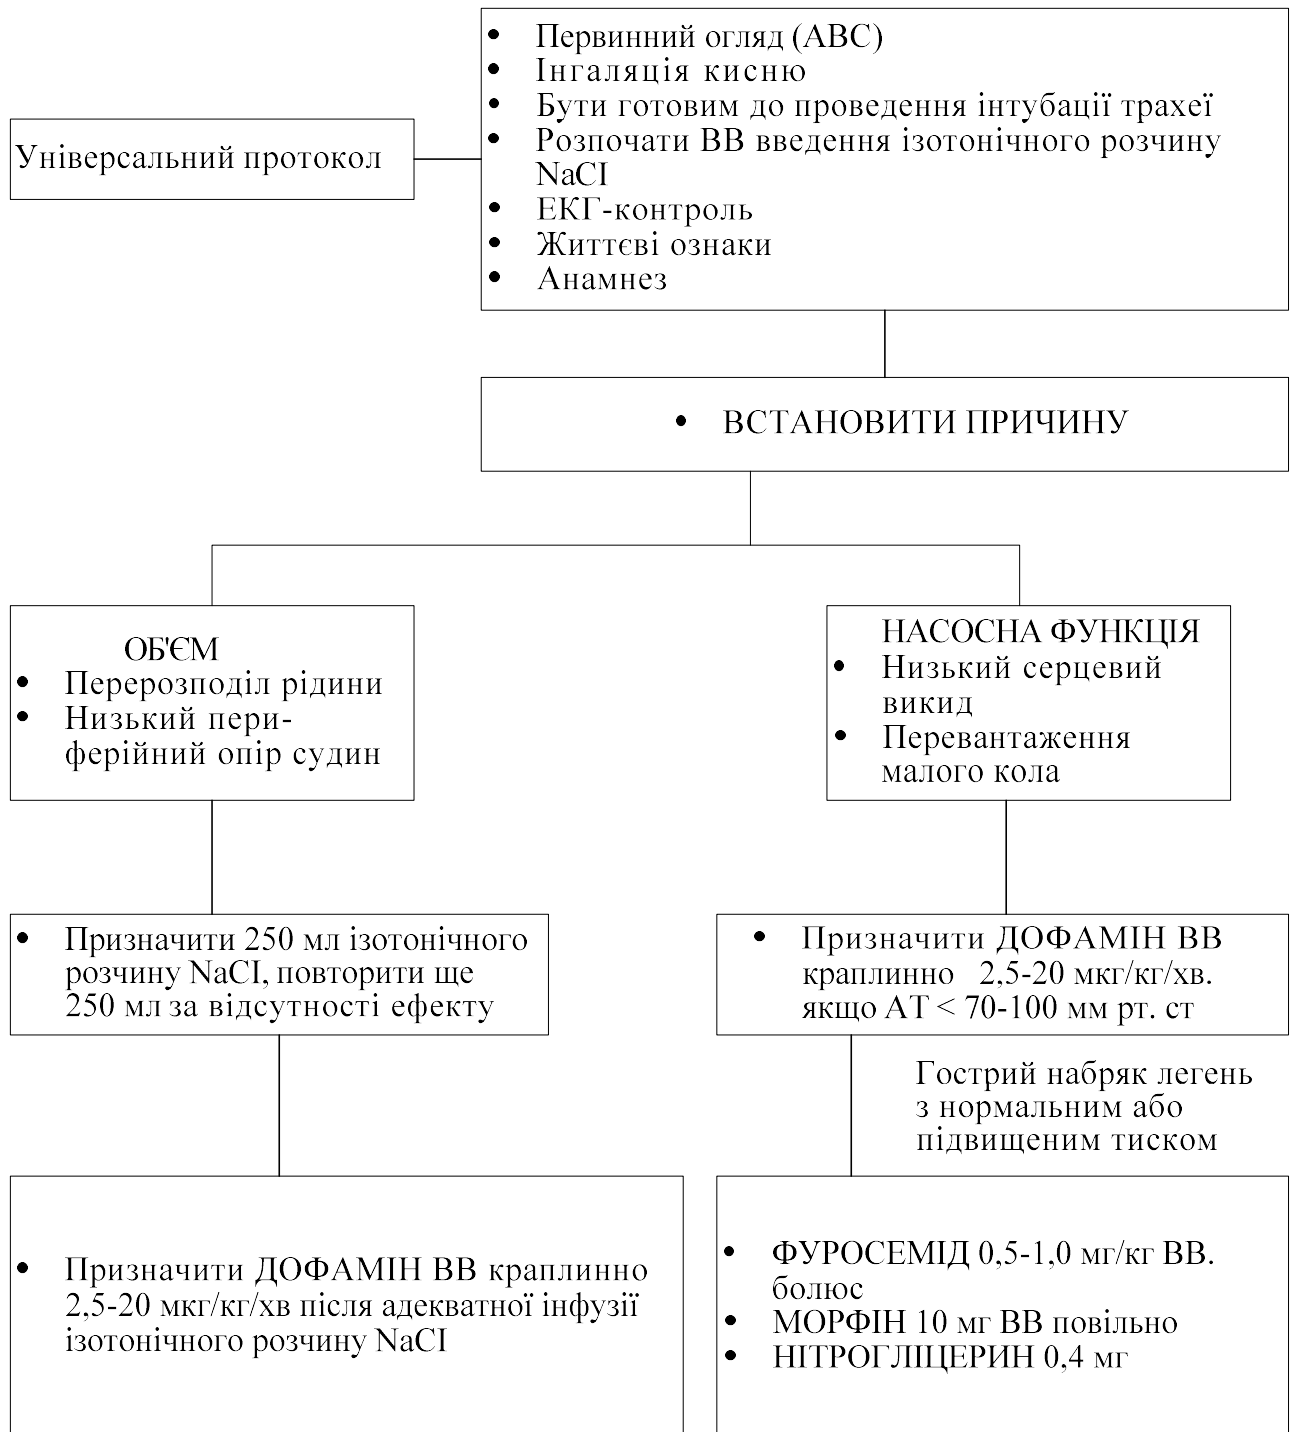 • Первинний огляд (АВС)
• Інгаляція кисню
• Бути готовим до проведення інтубації трахеї
Універсальний протокол
• Розпочати ВВ введення ізотонічного розчину
NaCI
• ЕКГ-контроль
• Життєві ознаки
• Анамнез
• ВСТАНОВИТИ ПРИЧИНУ
ОБ'ЄМ
• Перерозподіл рідини
• Низький пери-
ферійний опір судин
НАСОСНА ФУНКЦІЯ
• Низький серцевий
викид
• Перевантаження
малого кола
• Призначити 250 мл ізотонічного
розчину NaCI, повторити ще
250 мл за відсутності ефекту
• Призначити ДОФАМІН ВВ
краплинно 2,5-20 мкг/кг/хв.
якщо АТ < 70-100 мм рт. ст
Гострий набряк легень
з нормальним або
підвищеним тиском
• Призначити ДОФАМІН ВВ краплинно
2,5-20 мкг/кг/хв після адекватної інфузії
ізотонічного розчину NaCI
• ФУРОСЕМІД 0,5-1,0 мг/кг ВВ.
болюс
• МОРФІН 10 мг ВВ повільно
• НІТРОГЛІЦЕРИН 0,4 мг